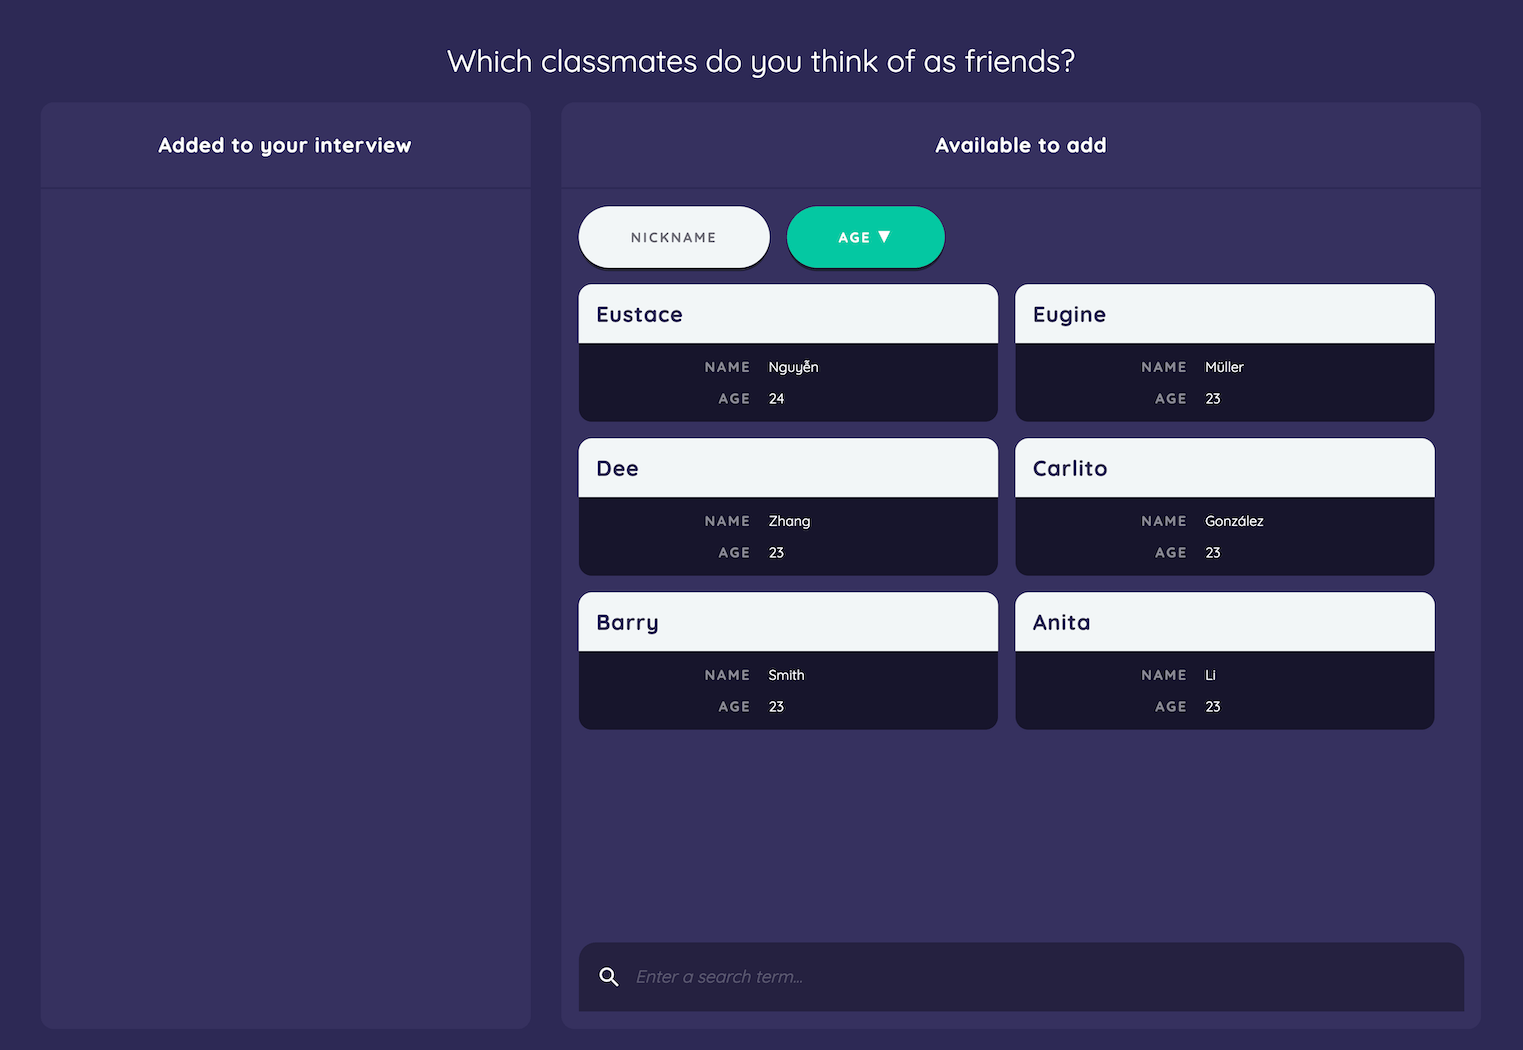 Which classmates do you think of as friends?
Added to your interview
Available to add
NICKNAME
AGE ▼
Eustace
NAME Nguyễn
AGE 24
Eugine
NAME Müller
AGE 23
Dee
NAME Zhang
AGE 23
Carlito
NAME González
AGE 23
Barry
NAME Smith
AGE 23
Anita
NAME Li
AGE 23
Enter a search term...